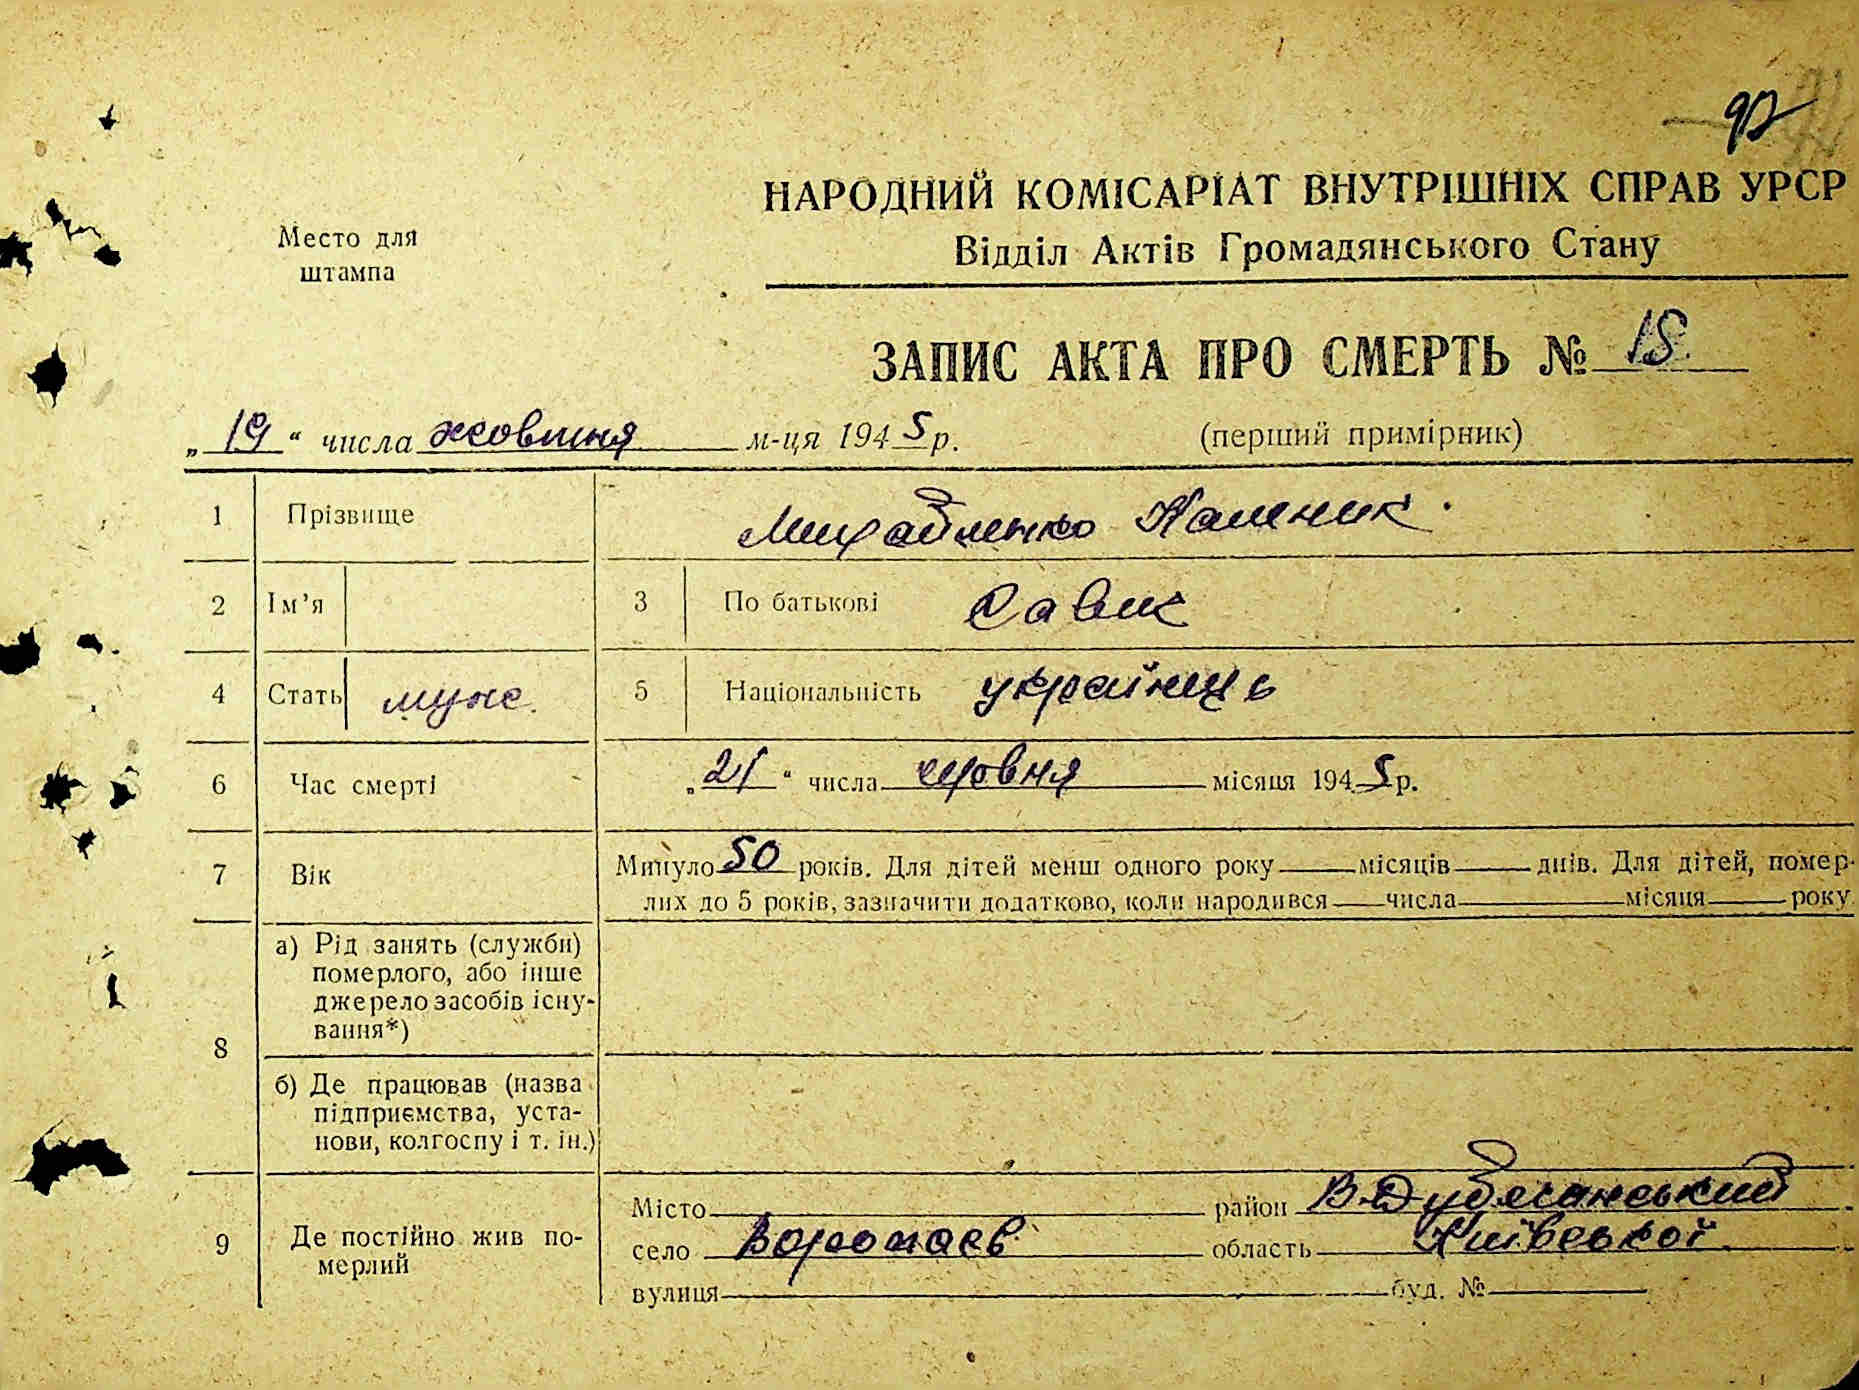 97
НАРОДНИЙ КОМІСАРІАТ ВНУТРІШНІХ СПРАВ УРСР
Место для
штампа
Відділ Актів Громадянського Стану
ЗАПИС АКТА ПРО СМЕРТЬ № 18
„19“ числа жовтня м-ця 1945 р. (перший примірник)
1 Прізвище Михайленко Каленик
2 Ім’я 3 По батькові Савич
4 Стать муж. 5 Національність українець
6 Час смерті „21“ числа місяця 1945 р.
7 Вік Минуло 50 років. Для дітей менш одного року місяців днів. Для дітей, помер-
лих до 5 років, зазначити додатково, коли народився числа місяця року
8 а) Рід занять (служби)
померлого, або інше
джерело засобів існу-
вання*)
б) Де працював (назва
підприємства, уста-
нови, колгоспу і т. ін.)
9 Де постійно жив по-
мерлий
Місто район В-Дубечанський
село Воропаєв область Київської
вулиця буд. №